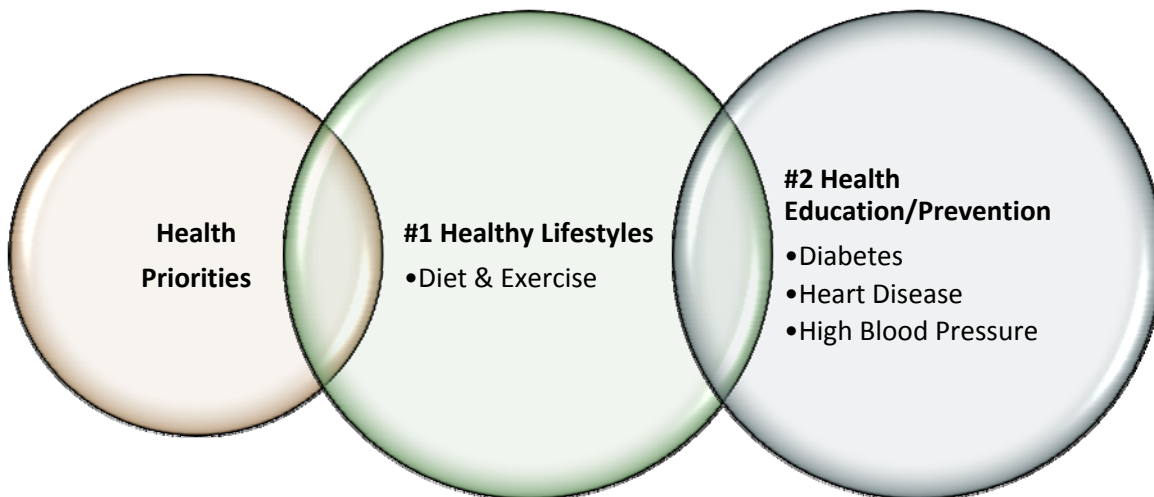 Health
Priorities
#1 Healthy Lifestyles
•Diet & Exercise
#2 Health
Education/Prevention
•Diabetes
•Heart Disease
•High Blood Pressure